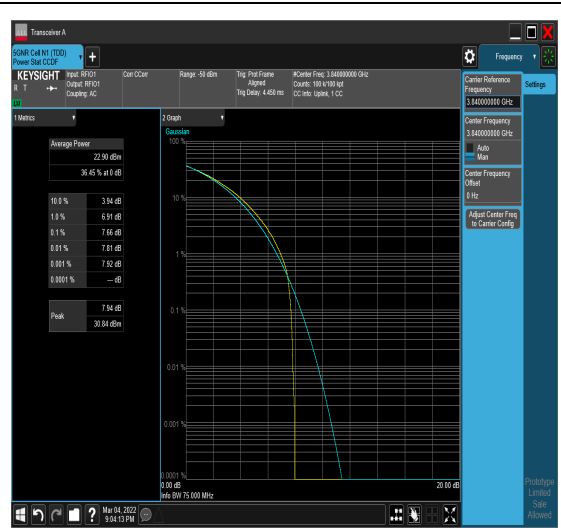 Transceiver A
5GNR Cell N1 (TDD)
Power Stat CCDF
Frequency
KEYSIGHT
R T
LV
Input: RFIO1
Output: RFIO1
Coupling: AC
Corr CCorr
Range: -50 dBm
Trig: Prot Frame
Aligned
Trig Delay: 4.450 ms
#Center Freq: 3.840000000 GHz
Counts: 100 k/100 kpt
CC Info: Uplink, 1 CC
Carrier Reference
Frequency
3.840000000 GHz
Settings
Center Frequency
3.840000000 GHz
Auto
Man
Center Frequency
Offset
0 Hz
Adjust Center Freq
to Carrier Config
1 Metrics
Average Power
22.90 dBm
36.45 % at 0 dB
10.0 % 3.94 dB
1.0 % 6.91 dB
0.1 % 7.66 dB
0.01 % 7.81 dB
0.001 % 7.92 dB
0.0001 % --- dB
Peak
7.94 dB
30.84 dBm
2 Graph
Gaussian
100 %
10 %
1 %
0.1 %
0.01 %
0.001 %
0.0001 %
0.00 dB
20.00 dB
Info BW 75.000 MHz
Prototype
Limited
Sale
Allowed
?
Mar 04, 2022
9:04:13 PM